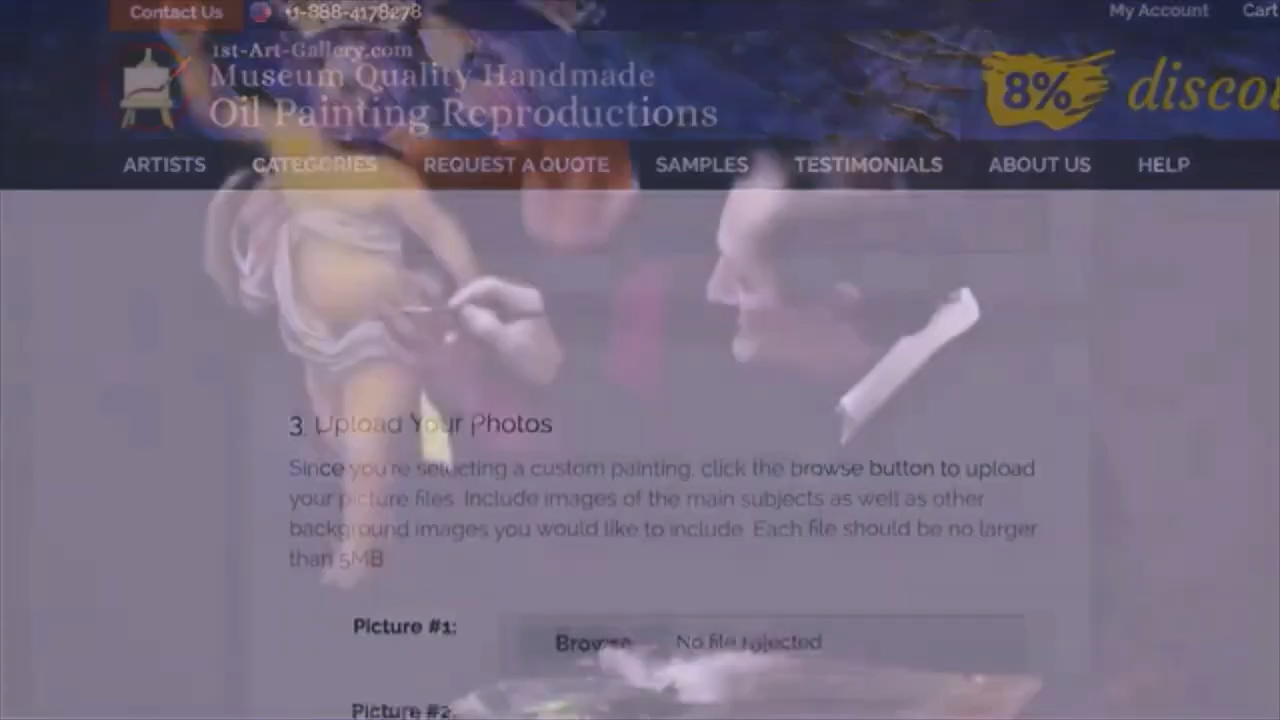 Contact Us +1-888-4178278 My Account Cart
1st-Art-Gallery.com
Museum Quality Handmade
Oil Painting Reproductions
8% disco
ARTISTS CATEGORIES REQUEST A QUOTE SAMPLES TESTIMONIALS ABOUT US HELP
3. Upload Your Photos
Since you're selecting a custom painting, click the browse button to upload
your picture files. Include images of the main subjects as well as other
background images you would like to include. Each file should be no larger
than 5MB
Picture #1:
Browse No file selected
Picture #2: